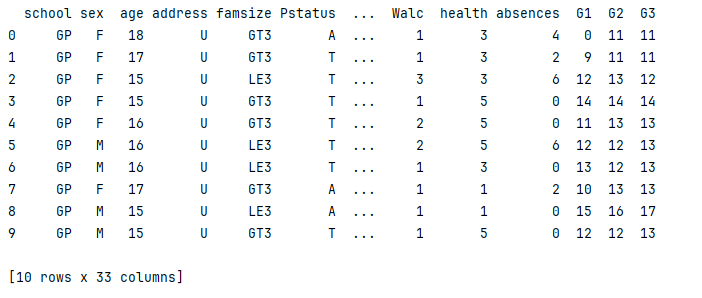 school sex  age address famsize Pstatus  ...  Walc  health absences  G1  G2  G3
0     GP   F   18       U     GT3       A  ...     1       3        4   0  11  11
1     GP   F   17       U     GT3       T  ...     1       3        2   9  11  11
2     GP   F   15       U     LE3       T  ...     3       3        6  12  13  12
3     GP   F   15       U     GT3       T  ...     1       5        0  14  14  14
4     GP   F   16       U     GT3       T  ...     2       5        0  11  13  13
5     GP   M   16       U     LE3       T  ...     2       5        6  12  12  13
6     GP   M   16       U     LE3       T  ...     1       3        0  13  12  13
7     GP   F   17       U     GT3       A  ...     1       1        2  10  13  13
8     GP   M   15       U     LE3       A  ...     1       1        0  15  16  17
9     GP   M   15       U     GT3       T  ...     1       5        0  12  12  13
[10 rows x 33 columns]